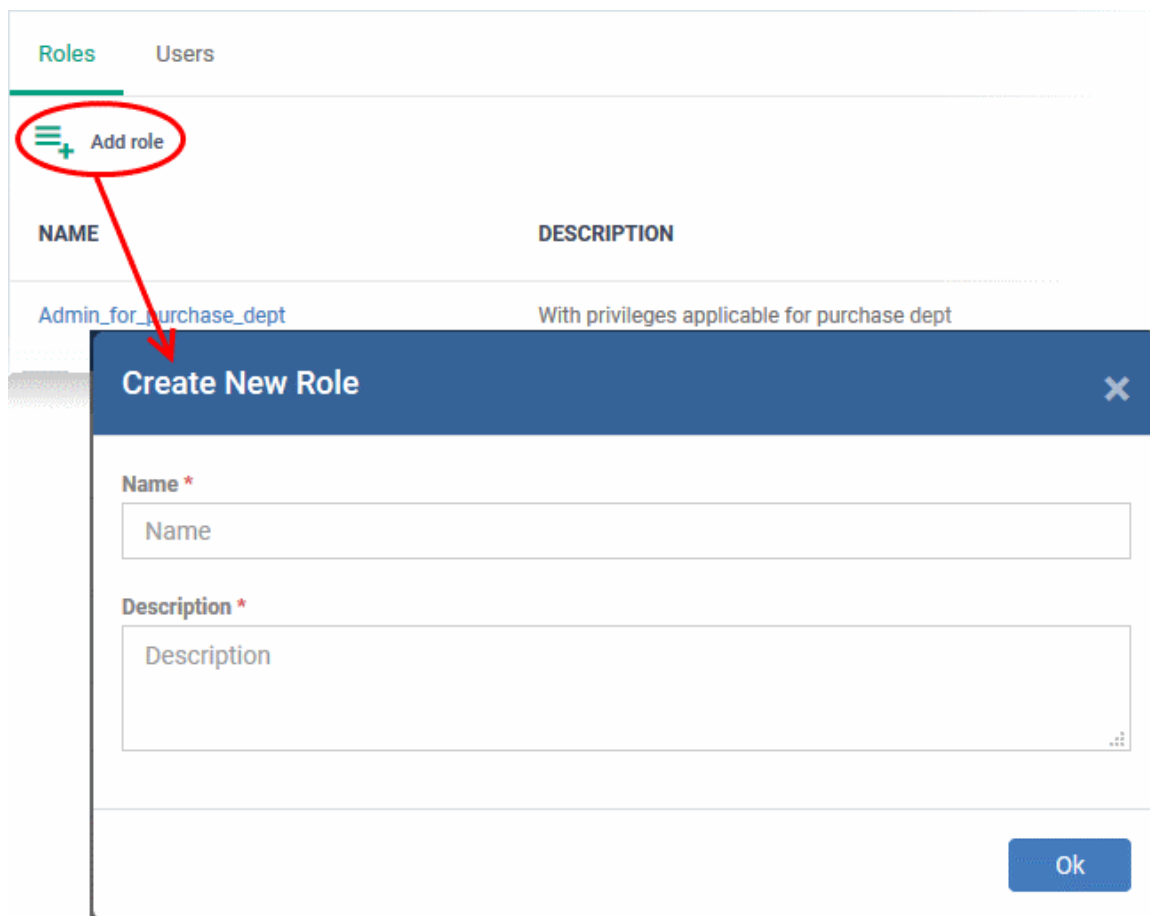 Roles Users
Add role
NAME DESCRIPTION
Admin_for_purchase_dept With privileges applicable for purchase dept
Create New Role
Name *
Name
Description *
Description
Ok